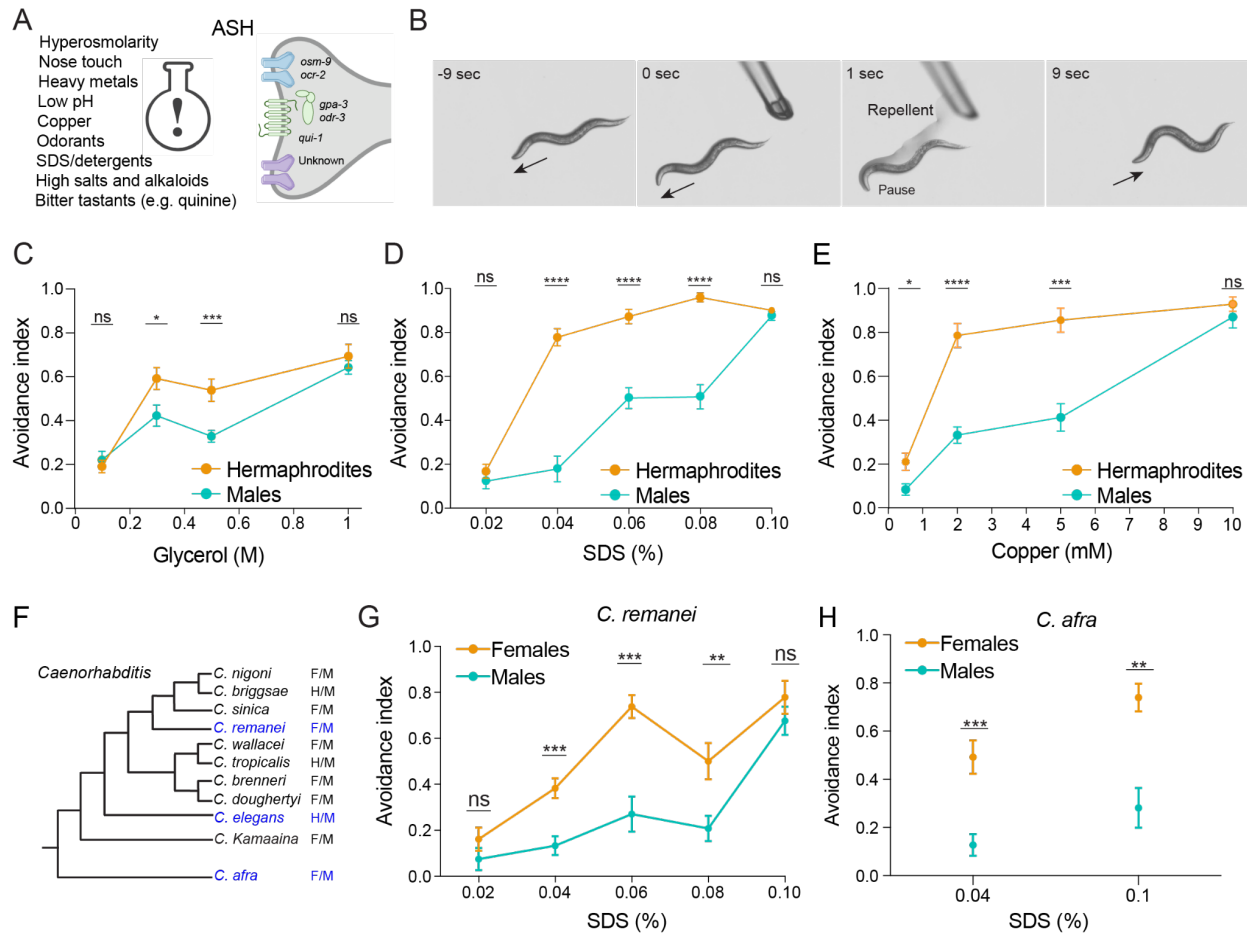 A
Hyperosmolarity
Nose touch
Heavy metals
Low pH
Copper
Odorants
SDS/detergents
High salts and alkaloids
Bitter tastants (e.g. quinine)
!
ASH
osm-9
ocr-2
gpa-3
odr-3
qui-1
Unknown
B
-9 sec
0 sec
1 sec
Repellent
Pause
9 sec
C
ns
*
***
ns
Avoidance index
1.0
0.8
0.6
0.4
0.2
0.0
Hermaphrodites
Males
0 0.2 0.4 0.6 0.8 1
Glycerol (M)
D
ns
****
****
****
ns
Avoidance index
1.0
0.8
0.6
0.4
0.2
0.0
Hermaphrodites
Males
0.02 0.04 0.06 0.08 0.10
SDS (%)
E
*
****
***
ns
Avoidance index
1.0
0.8
0.6
0.4
0.2
0.0
Hermaphrodites
Males
0 1 2 3 4 5 6 7 8 9 10
Copper (mM)
F
Caenorhabditis
C. nigoni F/M
C. briggsae H/M
C. sinica F/M
C. remanei F/M
C. wallacei F/M
C. tropicalis H/M
C. brenneri F/M
C. doughertyi F/M
C. elegans H/M
C. Kamaaina F/M
C. afra F/M
G
C. remanei
Females
Males
ns
***
***
**
ns
Avoidance index
1.0
0.8
0.6
0.4
0.2
0.0
0.02 0.04 0.06 0.08 0.10
SDS (%)
H
C. afra
Females
Males
***
**
Avoidance index
1.0
0.8
0.6
0.4
0.2
0.0
0.04 0.1
SDS (%)